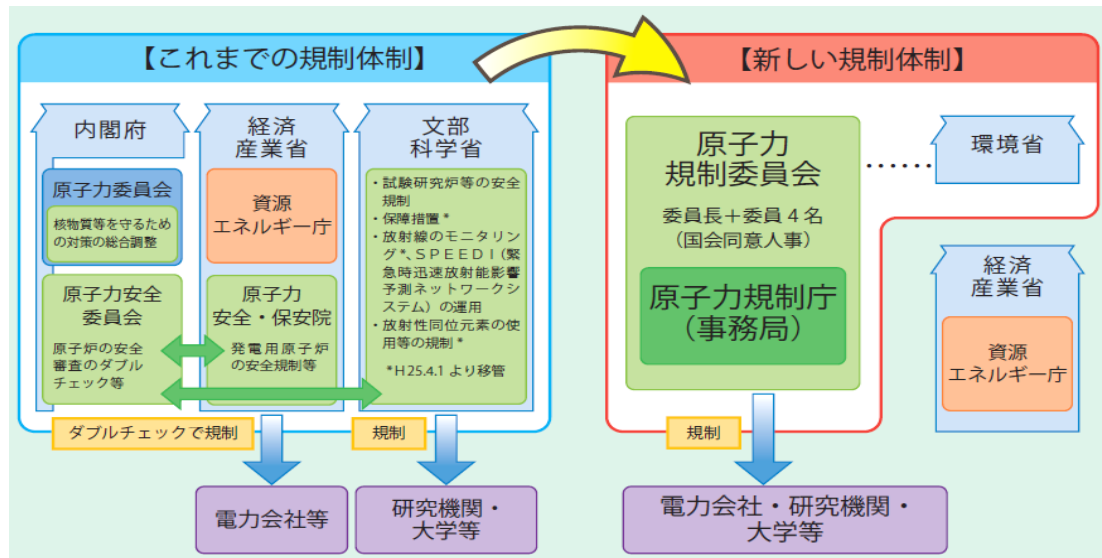 【これまでの規制体制】
内閣府
原子力委員会
核物質等を守るため
の対策の総合調整
原子力安全
委員会
原子炉の安全
審査のダブル
チェック等
経済
産業省
資源
エネルギー庁
原子力
安全・保安院
発電用原子炉
の安全規制等
文部
科学省
・試験研究炉等の安全
規制
・保障措置*
・放射線のモニタリン
グ*、ＳＰＥＥＤＩ（緊
急時迅速放射能影響
予測ネットワークシ
ステム）の運用
・放射性同位元素の使
用等の規制*
*H25.4.1より移管
ダブルチェックで規制
規制
電力会社等
研究機関・
大学等
【新しい規制体制】
原子力
規制委員会
委員長＋委員４名
（国会同意人事）
原子力規制庁
（事務局）
……
環境省
経済
産業省
資源
エネルギー庁
規制
電力会社・研究機関・
大学等